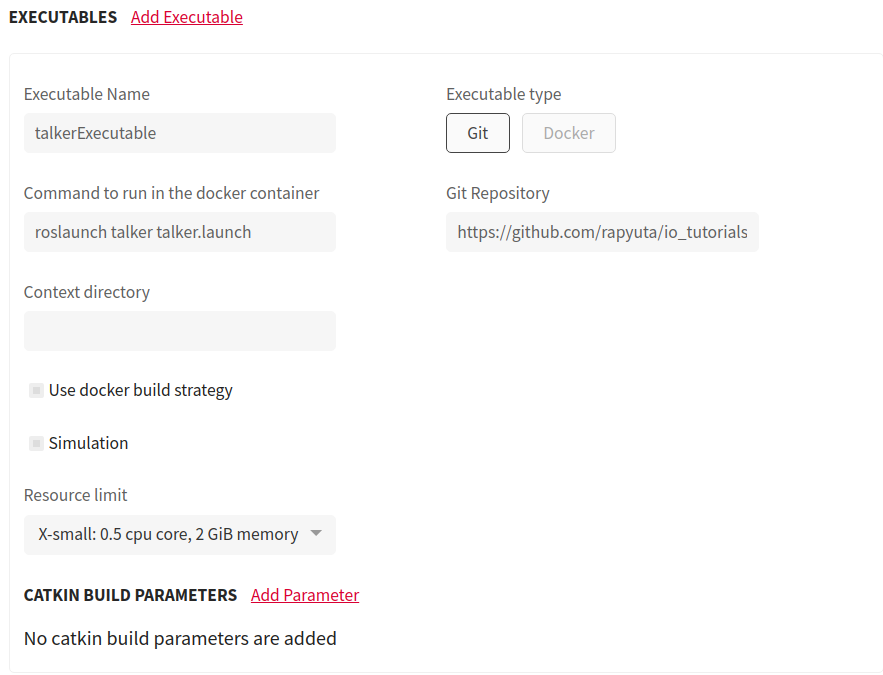 EXECUTABLES Add Executable
Executable Name Executable type
talkerExecutable Git Docker
Command to run in the docker container Git Repository
roslaunch talker talker.launch https://github.com/rapyuta/io_tutorials
Context directory
Use docker build strategy
Simulation
Resource limit
X-small: 0.5 cpu core, 2 GiB memory
CATKIN BUILD PARAMETERS Add Parameter
No catkin build parameters are added